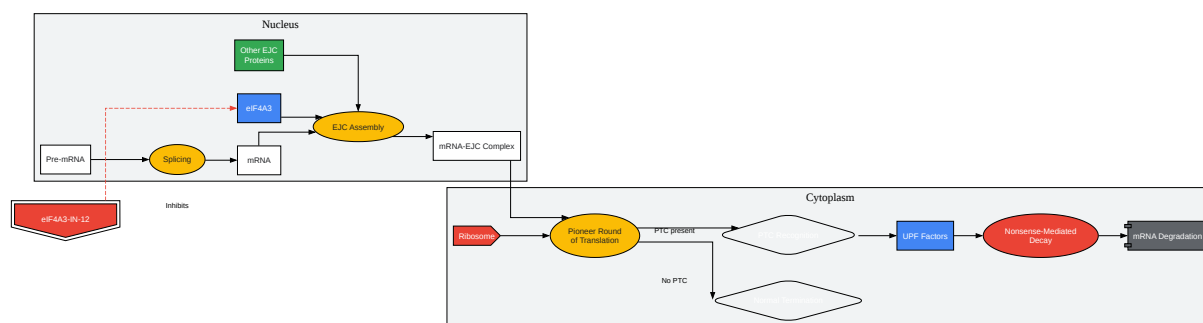 Nucleus
Other EJC
Proteins
eIF4A3
EJC Assembly
Pre-mRNA
Splicing
mRNA
mRNA-EJC Complex
Inhibits
eIF4A3-IN-12
Cytoplasm
Ribosome
Pioneer Round
of Translation
PTC present
UPF Factors
Nonsense-Mediated
Decay
mRNA Degradation
No PTC